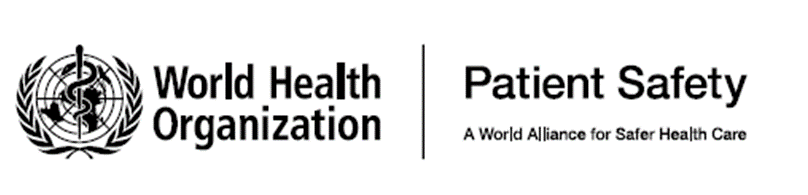 World Health
Organization
Patient Safety
A World Alliance for Safer Health Care